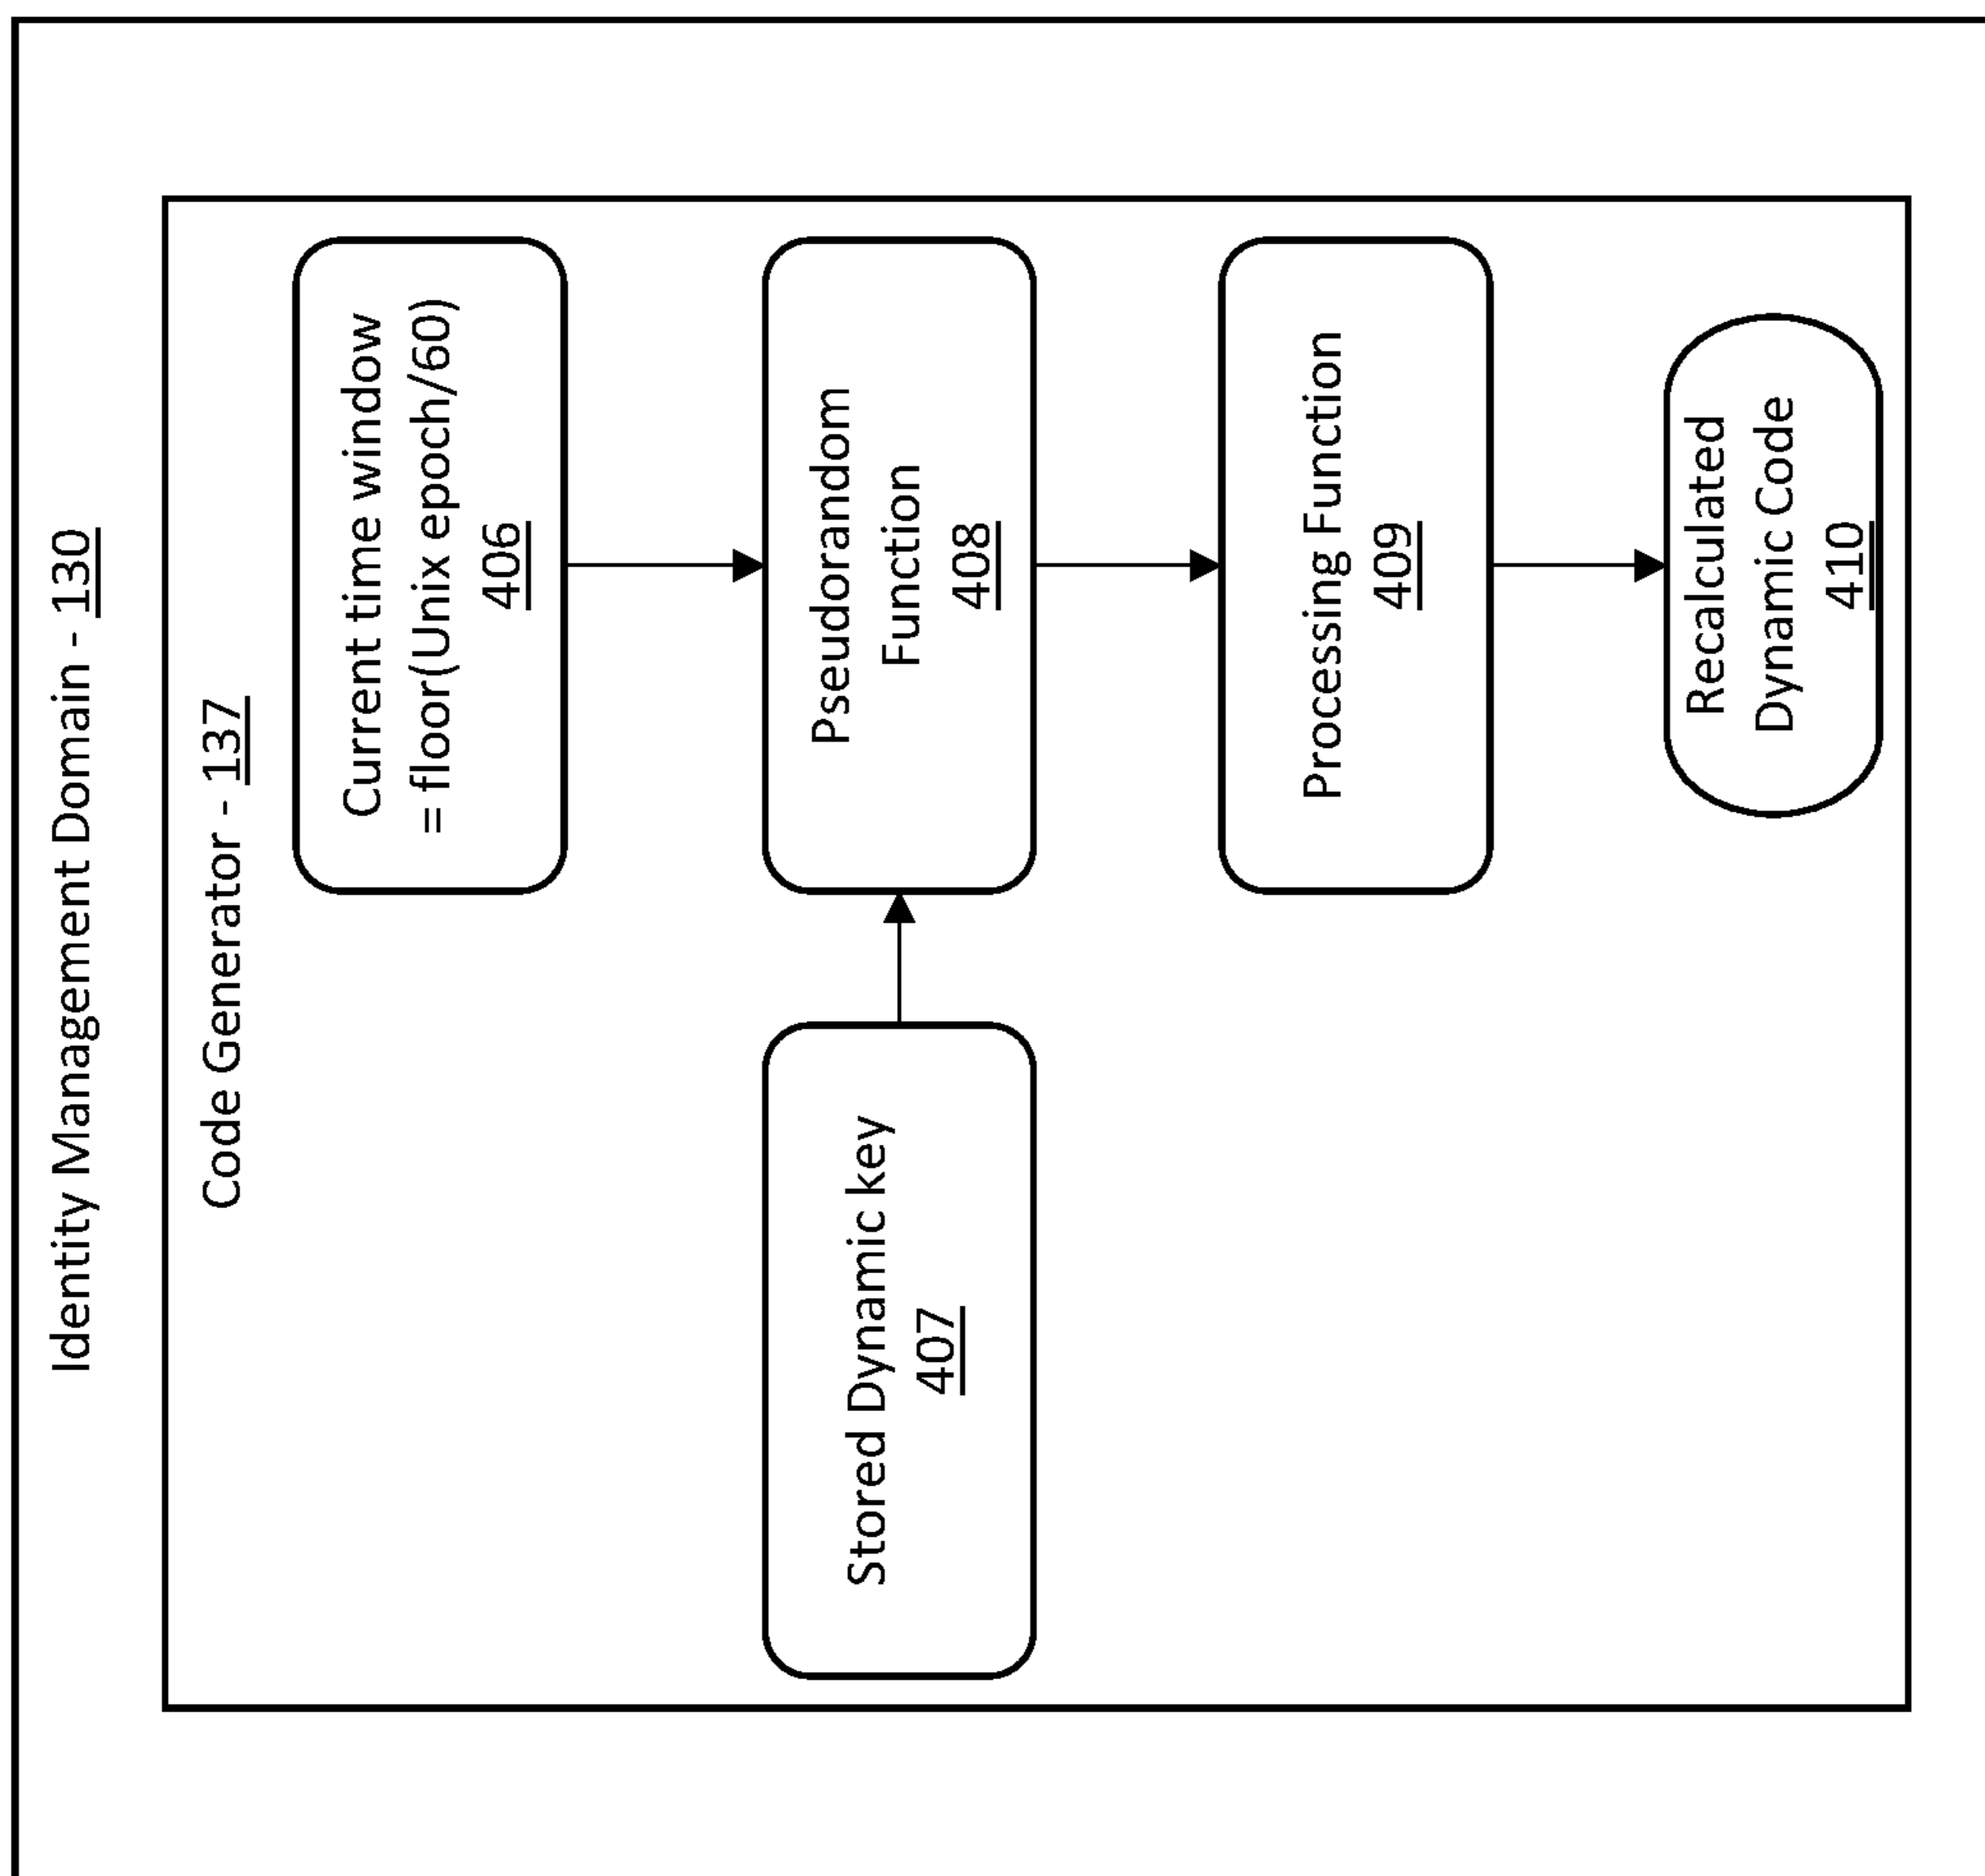 Identity Management Domain - 130
Code Generator - 137
Current time window
= floor(Unix epoch/60)
406
Stored Dynamic key
407
Pseudorandom
Function
408
Processing Function
409
Recalculated
Dynamic Code
410